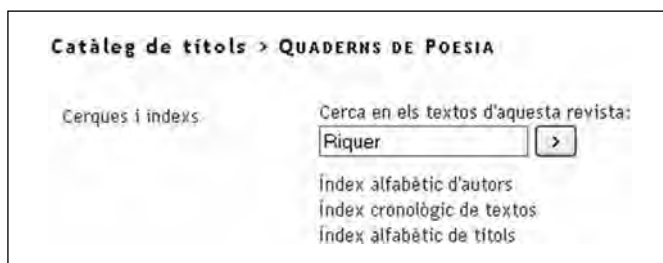 Catàleg de títols > QUADERNS DE POESIA
Cerques i indexs
Cerca en els textos d'aquesta revista:
Riquer >
Índex alfabètic d'autors
Índex cronològic de textos
Índex alfabètic de títols